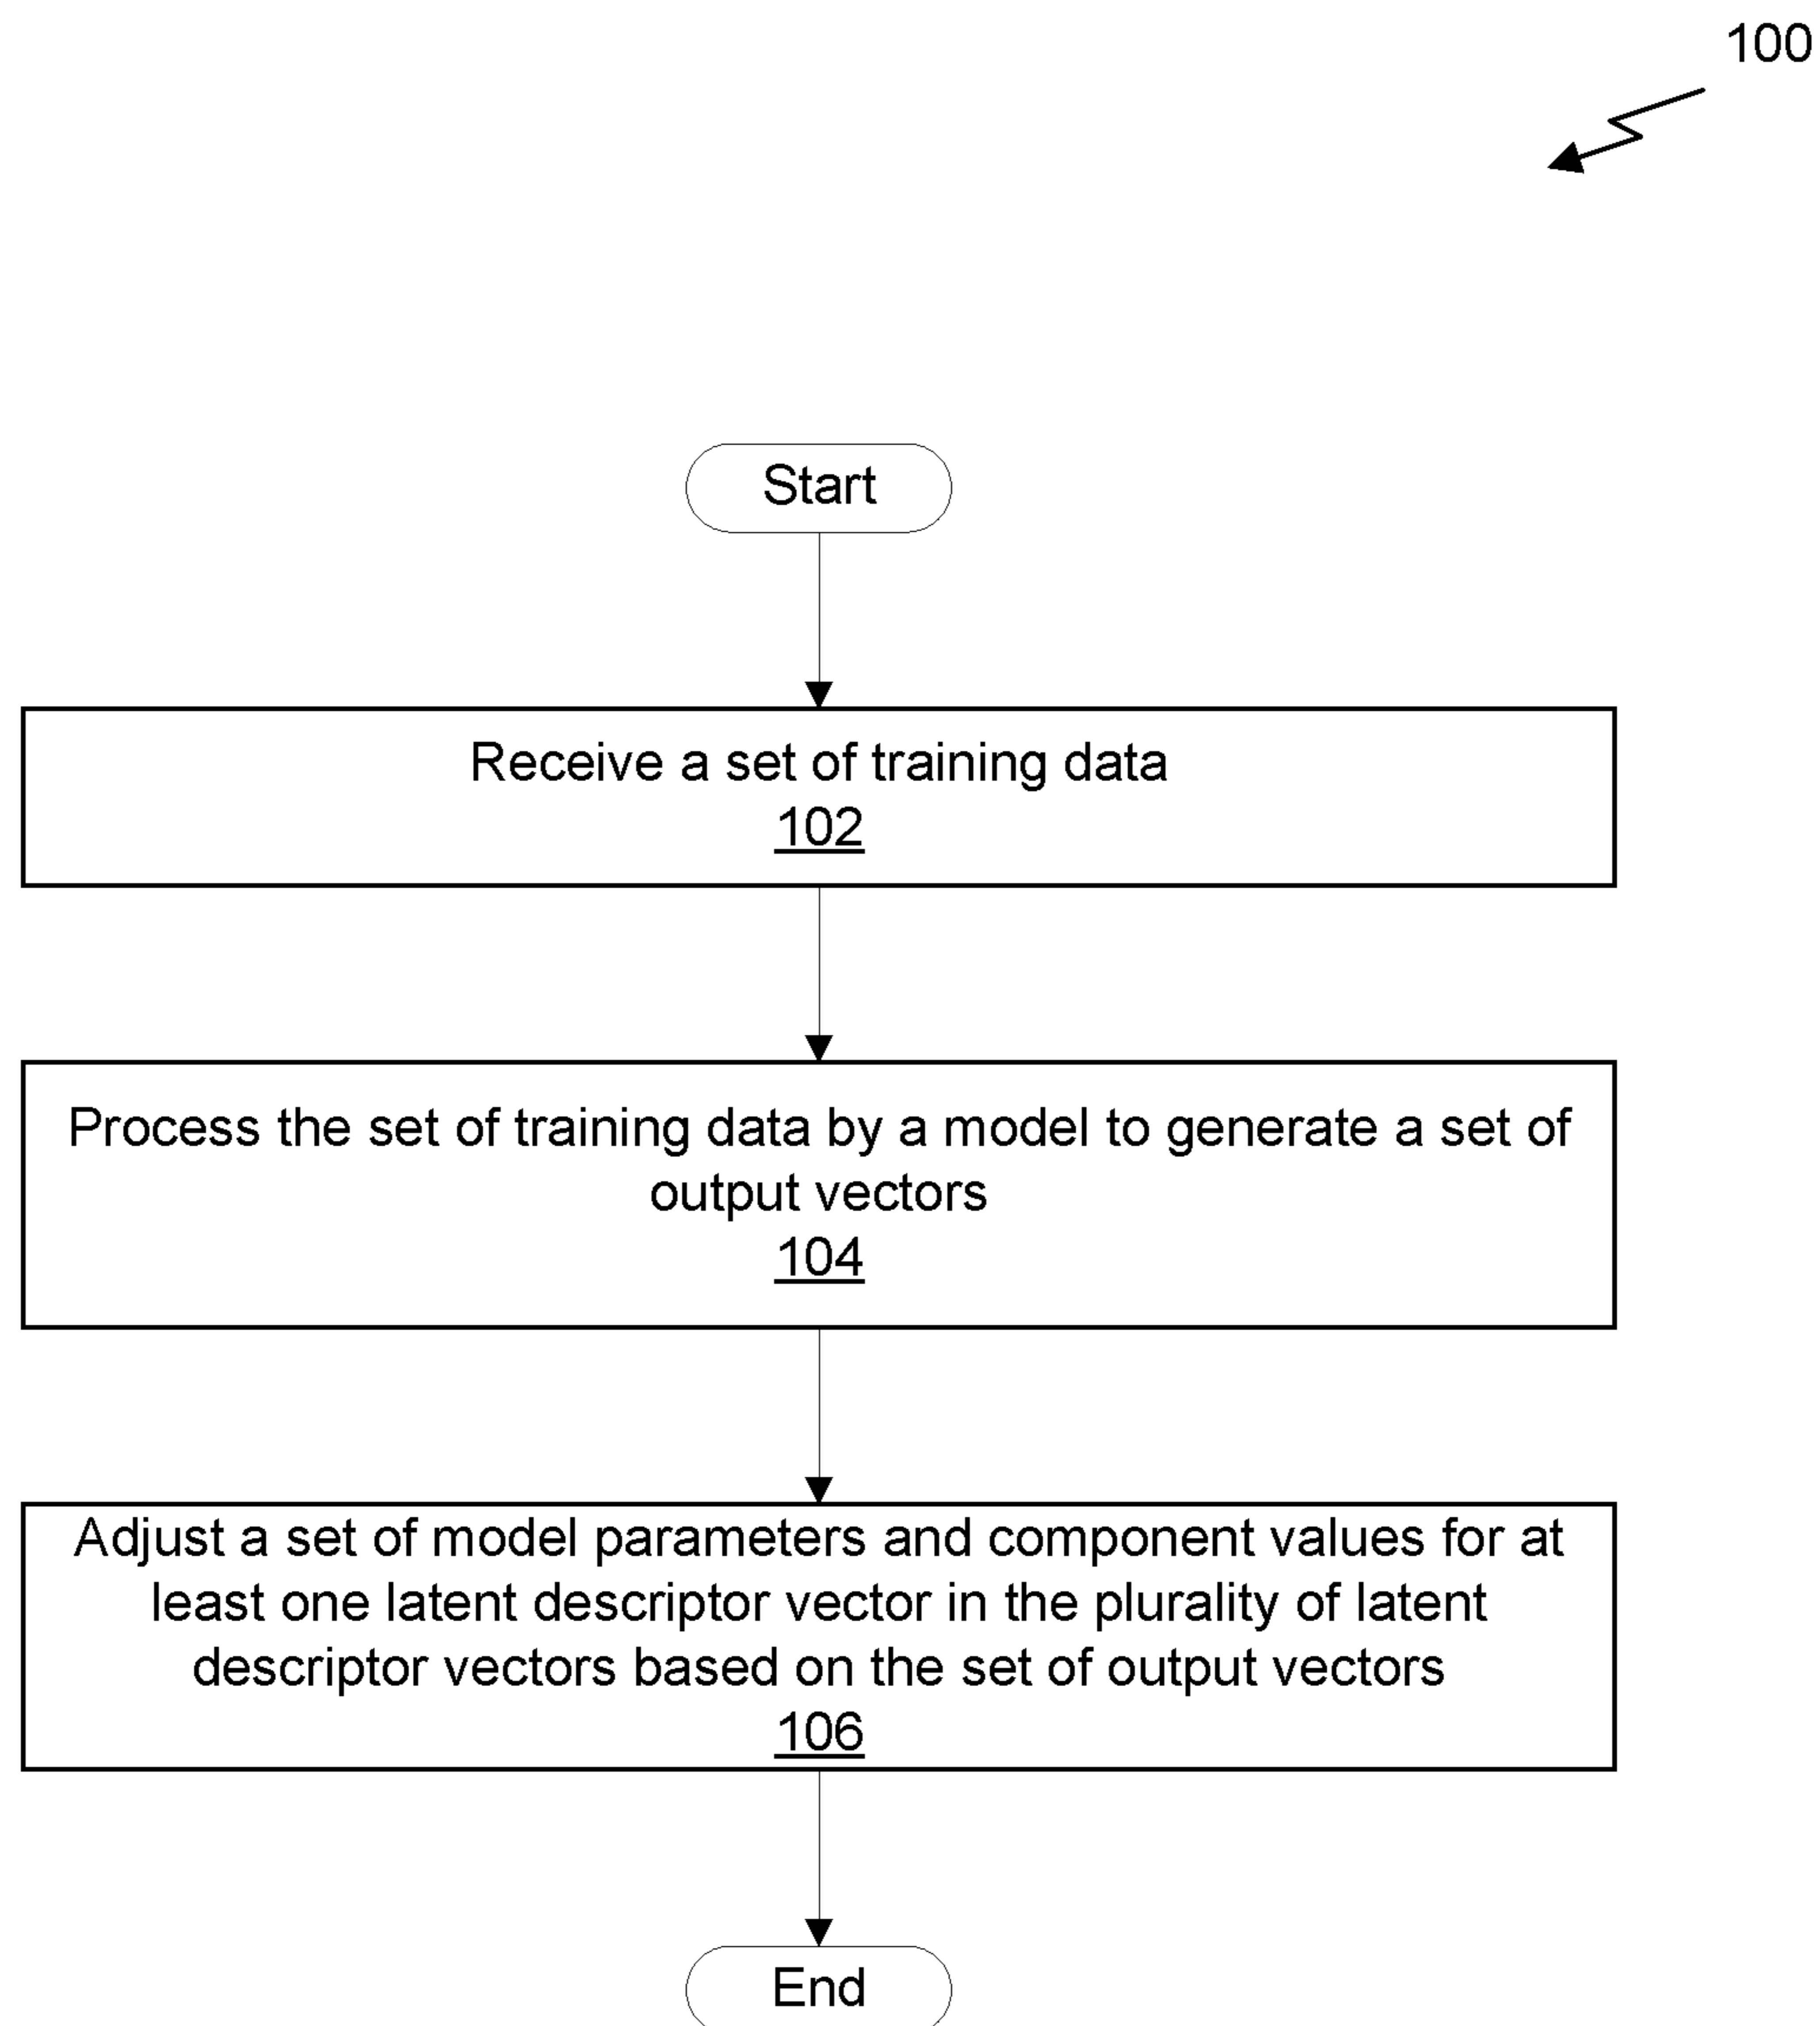 100
Start
Receive a set of training data
102
Process the set of training data by a model to generate a set of
output vectors
104
Adjust a set of model parameters and component values for at
least one latent descriptor vector in the plurality of latent
descriptor vectors based on the set of output vectors
106
End